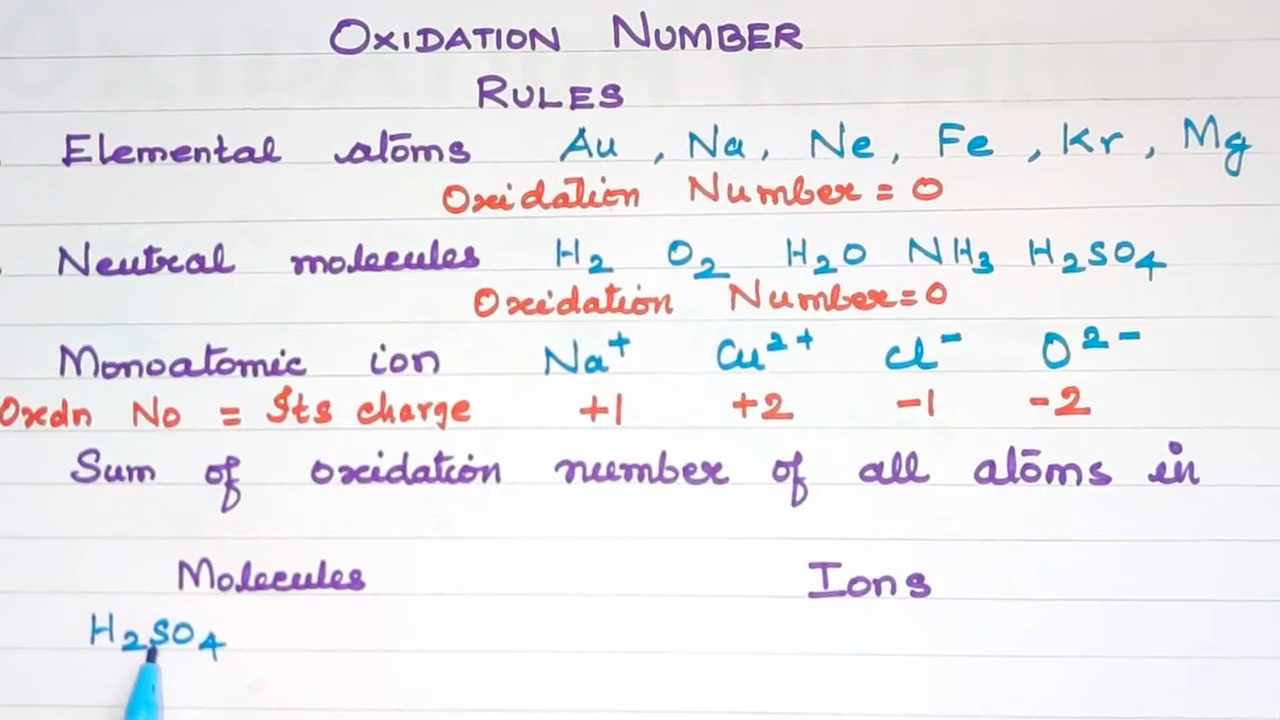 OXIDATION NUMBER
RULES
Elemental atoms Au, Na, Ne, Fe, Kr, Mg
Oxidation Number = 0
Neutral molecules H₂ O₂ H₂O NH₃ H₂SO₄
Oxidation Number = 0
Monoatomic ion Na⁺ Cu²⁺ Cl⁻ O²⁻
Oxdn No = Its charge +1 +2 -1 -2
Sum of oxidation number of all atoms in
Molecules Ions
H₂SO₄